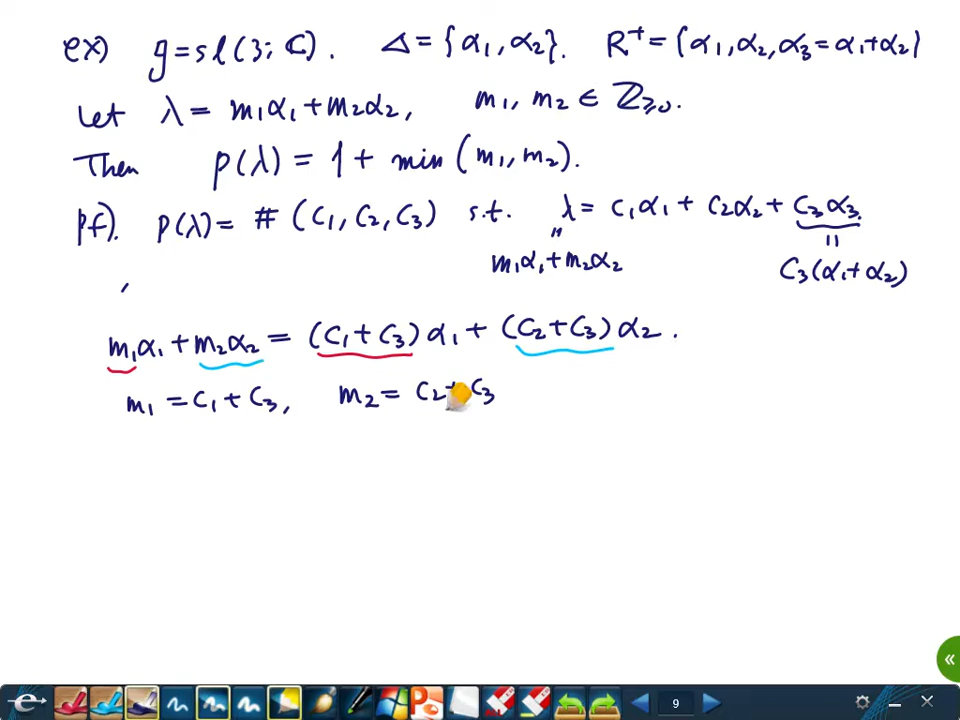 ex) g=sl(3; ℂ). Δ={α1,α2}. R⁺={α1,α2,α3=α1+α2}
Let λ= m1α1+m2α2, m1, m2 ∈ ℤ≥0.
Then p(λ) = 1+ min (m1,m2).
pf). p(λ)= # (c1,c2,c3) s.t. λ= c1α1+ c2α2+ c3α3.
" "
m1α1+m2α2 c3(α1+α2)
m1α1+m2α2= (c1+c3)α1+ (c2+c3)α2.
m1 =c1+c3, m2= c2+c3
9